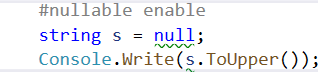 #nullable enable
string s = null;
Console.Write(s.ToUpper());